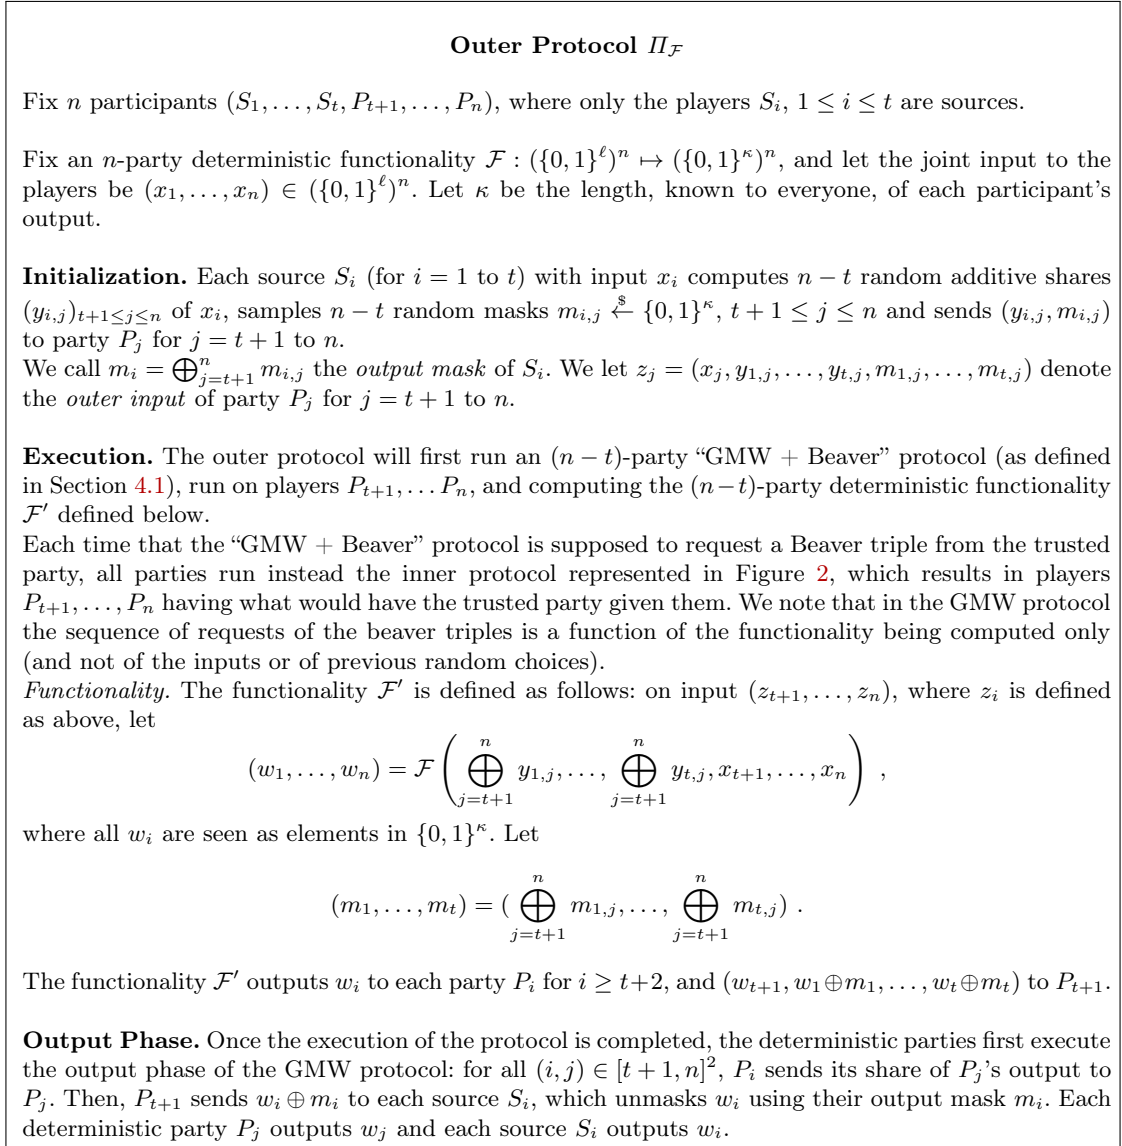 Outer Protocol Π_ℱ
Fix n participants (S_1, …, S_t, P_{t+1}, …, P_n), where only the players S_i, 1 ≤ i ≤ t are sources.
Fix an n-party deterministic functionality ℱ : ({0, 1}^ℓ)^n ↦ ({0, 1}^κ)^n, and let the joint input to the
players be (x_1, …, x_n) ∈ ({0, 1}^ℓ)^n. Let κ be the length, known to everyone, of each participant's
output.
Initialization. Each source S_i (for i = 1 to t) with input x_i computes n − t random additive shares
(y_{i,j})_{t+1≤j≤n} of x_i, samples n − t random masks m_{i,j} ←$ {0, 1}^κ, t + 1 ≤ j ≤ n and sends (y_{i,j}, m_{i,j})
to party P_j for j = t + 1 to n.
We call m_i = ⊕_{j=t+1}^n m_{i,j} the output mask of S_i. We let z_j = (x_j, y_{1,j}, …, y_{t,j}, m_{1,j}, …, m_{t,j}) denote
the outer input of party P_j for j = t + 1 to n.
Execution. The outer protocol will first run an (n − t)-party “GMW + Beaver” protocol (as defined
in Section 4.1), run on players P_{t+1}, … P_n, and computing the (n−t)-party deterministic functionality
ℱ′ defined below.
Each time that the “GMW + Beaver” protocol is supposed to request a Beaver triple from the trusted
party, all parties run instead the inner protocol represented in Figure 2, which results in players
P_{t+1}, …, P_n having what would have the trusted party given them. We note that in the GMW protocol
the sequence of requests of the beaver triples is a function of the functionality being computed only
(and not of the inputs or of previous random choices).
Functionality. The functionality ℱ′ is defined as follows: on input (z_{t+1}, …, z_n), where z_i is defined
as above, let
(w_1, …, w_n) = ℱ ( ⊕_{j=t+1}^n y_{1,j}, …, ⊕_{j=t+1}^n y_{t,j}, x_{t+1}, …, x_n ) ,
where all w_i are seen as elements in {0, 1}^κ. Let
(m_1, …, m_t) = ( ⊕_{j=t+1}^n m_{1,j}, …, ⊕_{j=t+1}^n m_{t,j}) .
The functionality ℱ′ outputs w_i to each party P_i for i ≥ t+2, and (w_{t+1}, w_1⊕m_1, …, w_t⊕m_t) to P_{t+1}.
Output Phase. Once the execution of the protocol is completed, the deterministic parties first execute
the output phase of the GMW protocol: for all (i, j) ∈ [t + 1, n]^2, P_i sends its share of P_j's output to
P_j. Then, P_{t+1} sends w_i ⊕ m_i to each source S_i, which unmasks w_i using their output mask m_i. Each
deterministic party P_j outputs w_j and each source S_i outputs w_i.